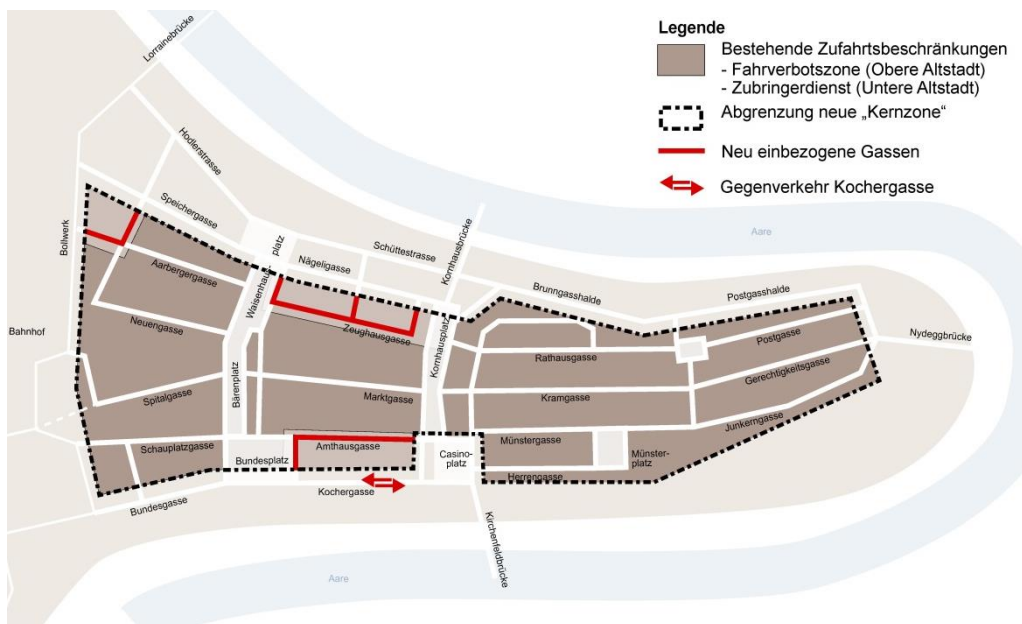 Legende
Bestehende Zufahrtsbeschränkungen
- Fahrverbotszone (Obere Altstadt)
- Zubringerdienst (Untere Altstadt)
Abgrenzung neue „Kernzone“
Neu einbezogene Gassen
Gegenverkehr Kochergasse
Lorrainebrücke
Hodlerstrasse
Speichergasse
Bollwerk
Aarbergergasse
Waisenhaus-
platz
Nägeligasse
Schüttestrasse
Kornhausbrücke
Aare
Brunngasshalde
Postgasshalde
Nydeggbrücke
Bahnhof
Neuengasse
Zeughausgasse
Kornhausplatz
Rathausgasse
Postgasse
Gerechtigkeitsgasse
Spitalgasse
Bärenplatz
Marktgasse
Kramgasse
Junkerngasse
Schauplatzgasse
Bundesplatz
Amthausgasse
Casino-
platz
Münstergasse
Münster-
platz
Herrengasse
Bundesgasse
Kochergasse
Kirchenfeldbrücke
Aare